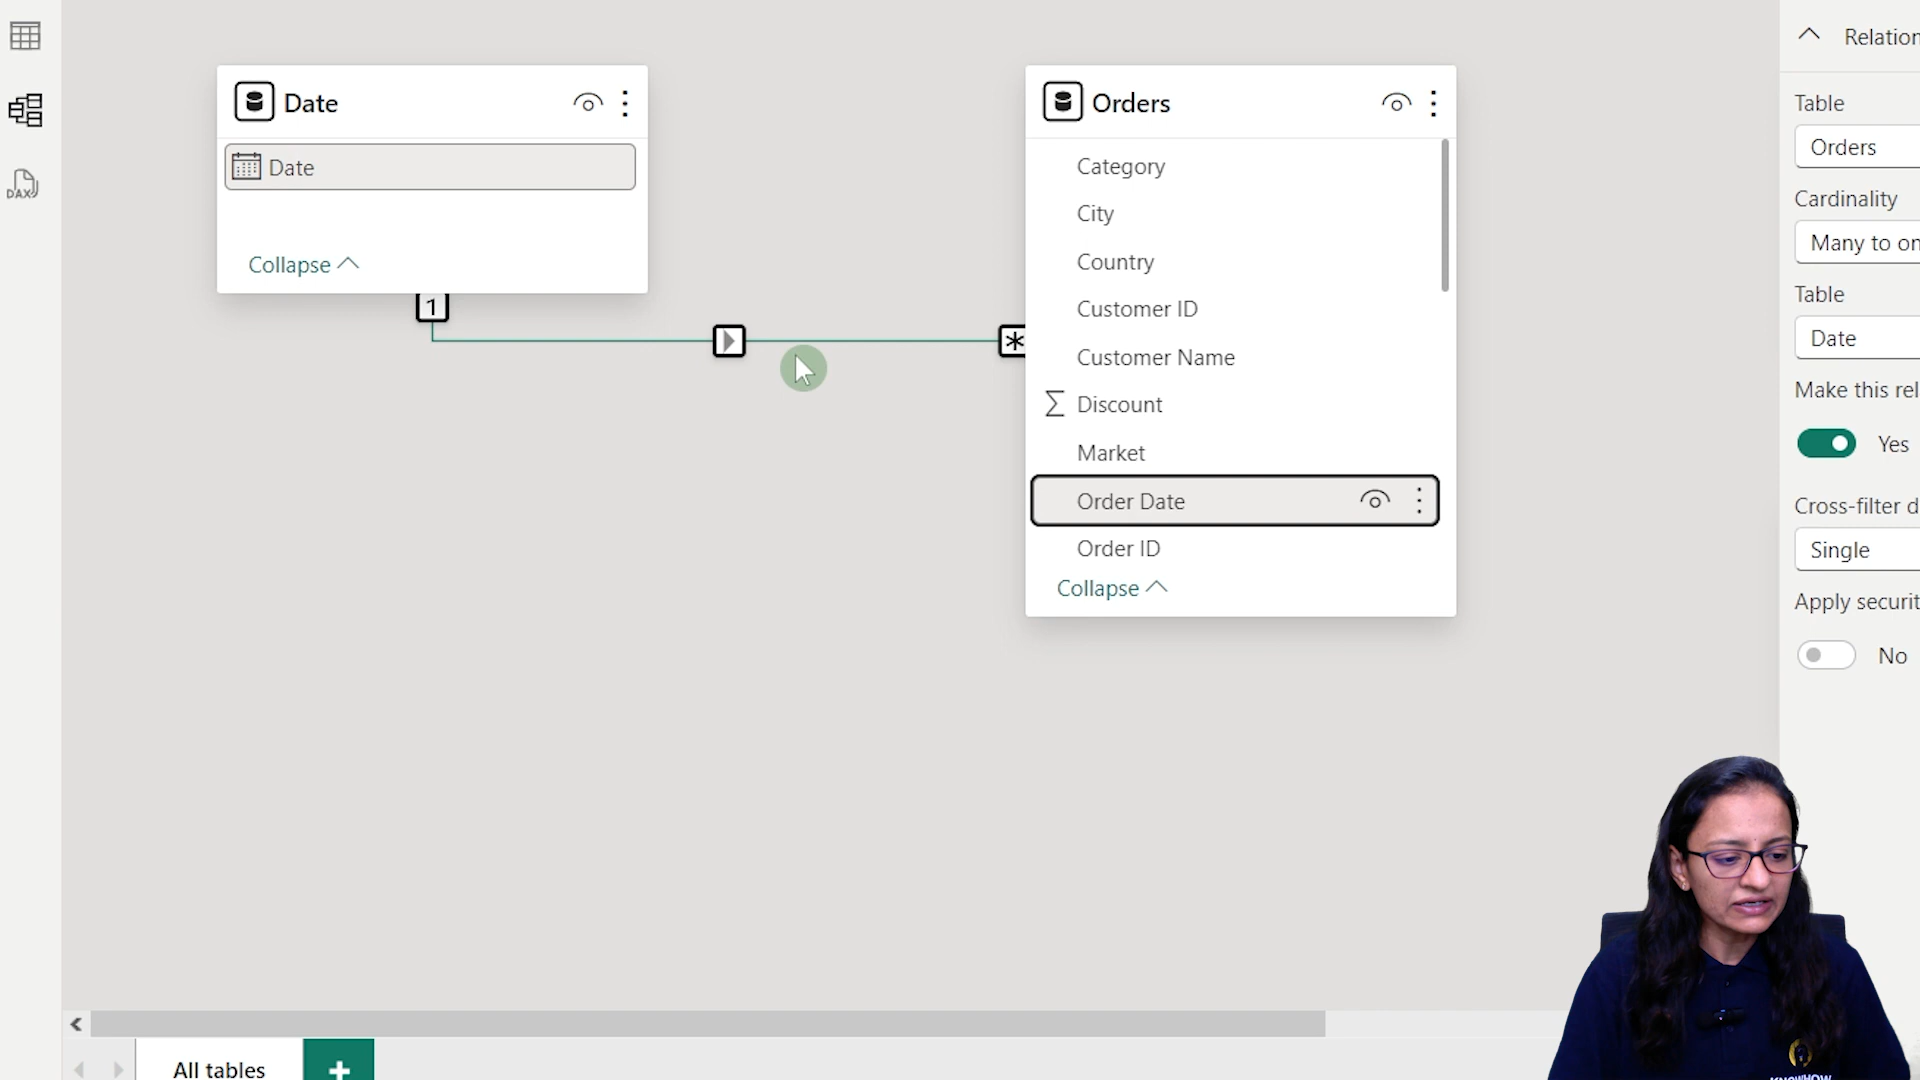 DAX
Date
Date
Collapse
1
*
Orders
Category
City
Country
Customer ID
Customer Name
Σ Discount
Market
Order Date
Order ID
Collapse
Relation
Table
Orders
Cardinality
Many to on
Table
Date
Make this rel
Yes
Cross-filter d
Single
Apply securit
No
All tables
+
KNOWHOW